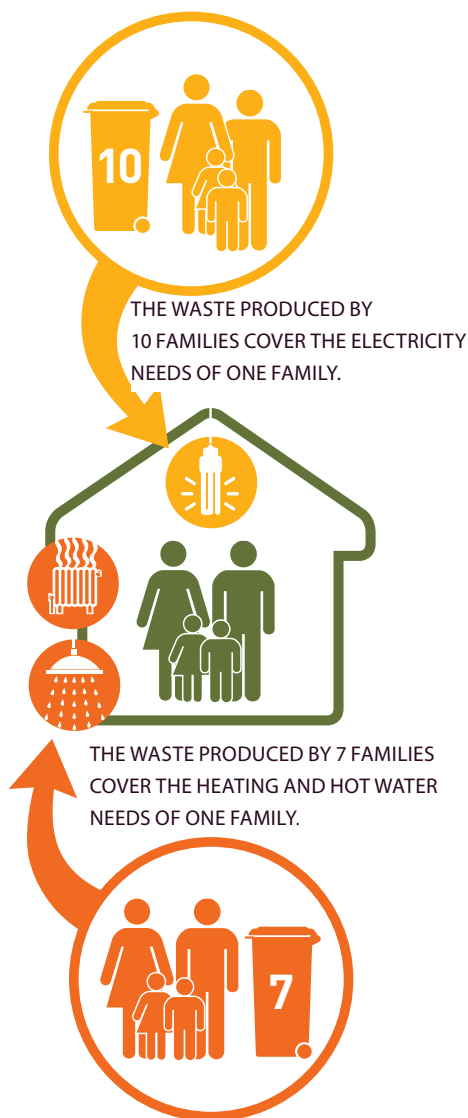 10
THE WASTE PRODUCED BY
10 FAMILIES COVER THE ELECTRICITY
NEEDS OF ONE FAMILY.
THE WASTE PRODUCED BY 7 FAMILIES
COVER THE HEATING AND HOT WATER
NEEDS OF ONE FAMILY.
7